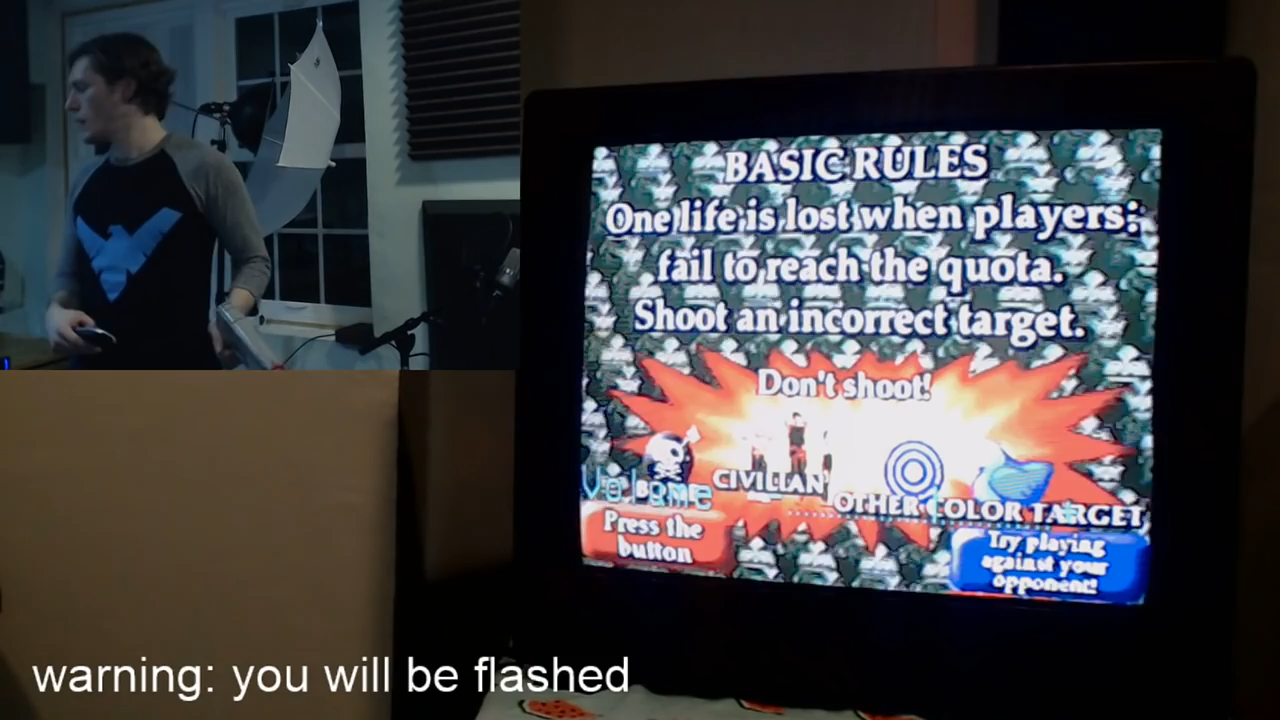 BASIC RULES
One life is lost when players:
fail to reach the quota.
Shoot an incorrect target.
Don't shoot!
CIVILLAN
OTHER COLOR TARGET
Volume
Press the
button
Try playing
against your
opponent!
warning: you will be flashed